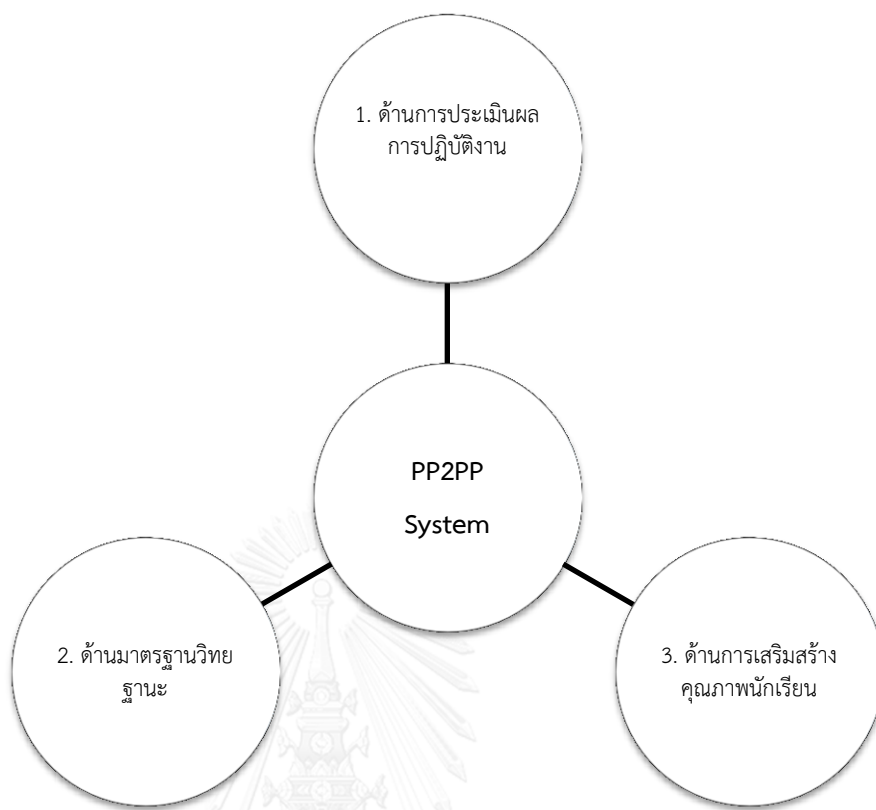 1. ด้านการประเมินผล
การปฏิบัติงาน
PP2PP
System
2. ด้านมาตรฐานวิทย
ฐานะ
3. ด้านการเสริมสร้าง
คุณภาพนักเรียน